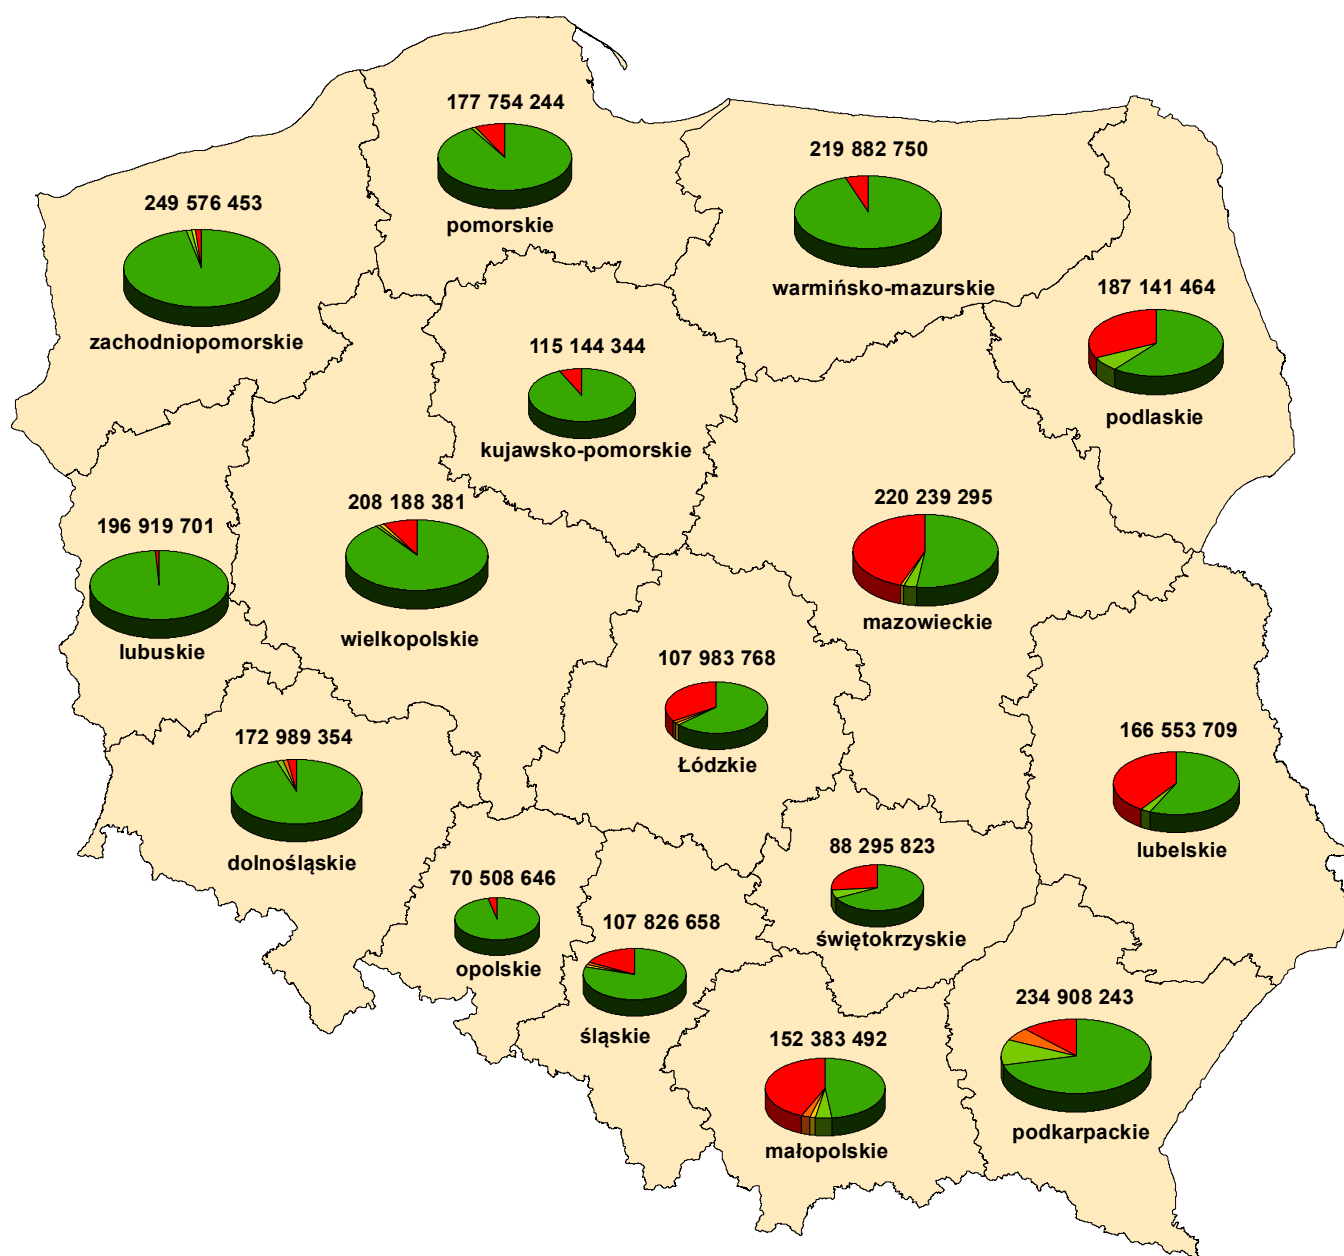 177 754 244
pomorskie
219 882 750
warmińsko-mazurskie
249 576 453
zachodniopomorskie
187 141 464
podlaskie
115 144 344
kujawsko-pomorskie
208 188 381
wielkopolskie
220 239 295
mazowieckie
196 919 701
lubuskie
107 983 768
Łódzkie
166 553 709
lubelskie
172 989 354
dolnośląskie
88 295 823
świętokrzyskie
70 508 646
opolskie
107 826 658
śląskie
234 908 243
podkarpackie
152 383 492
małopolskie